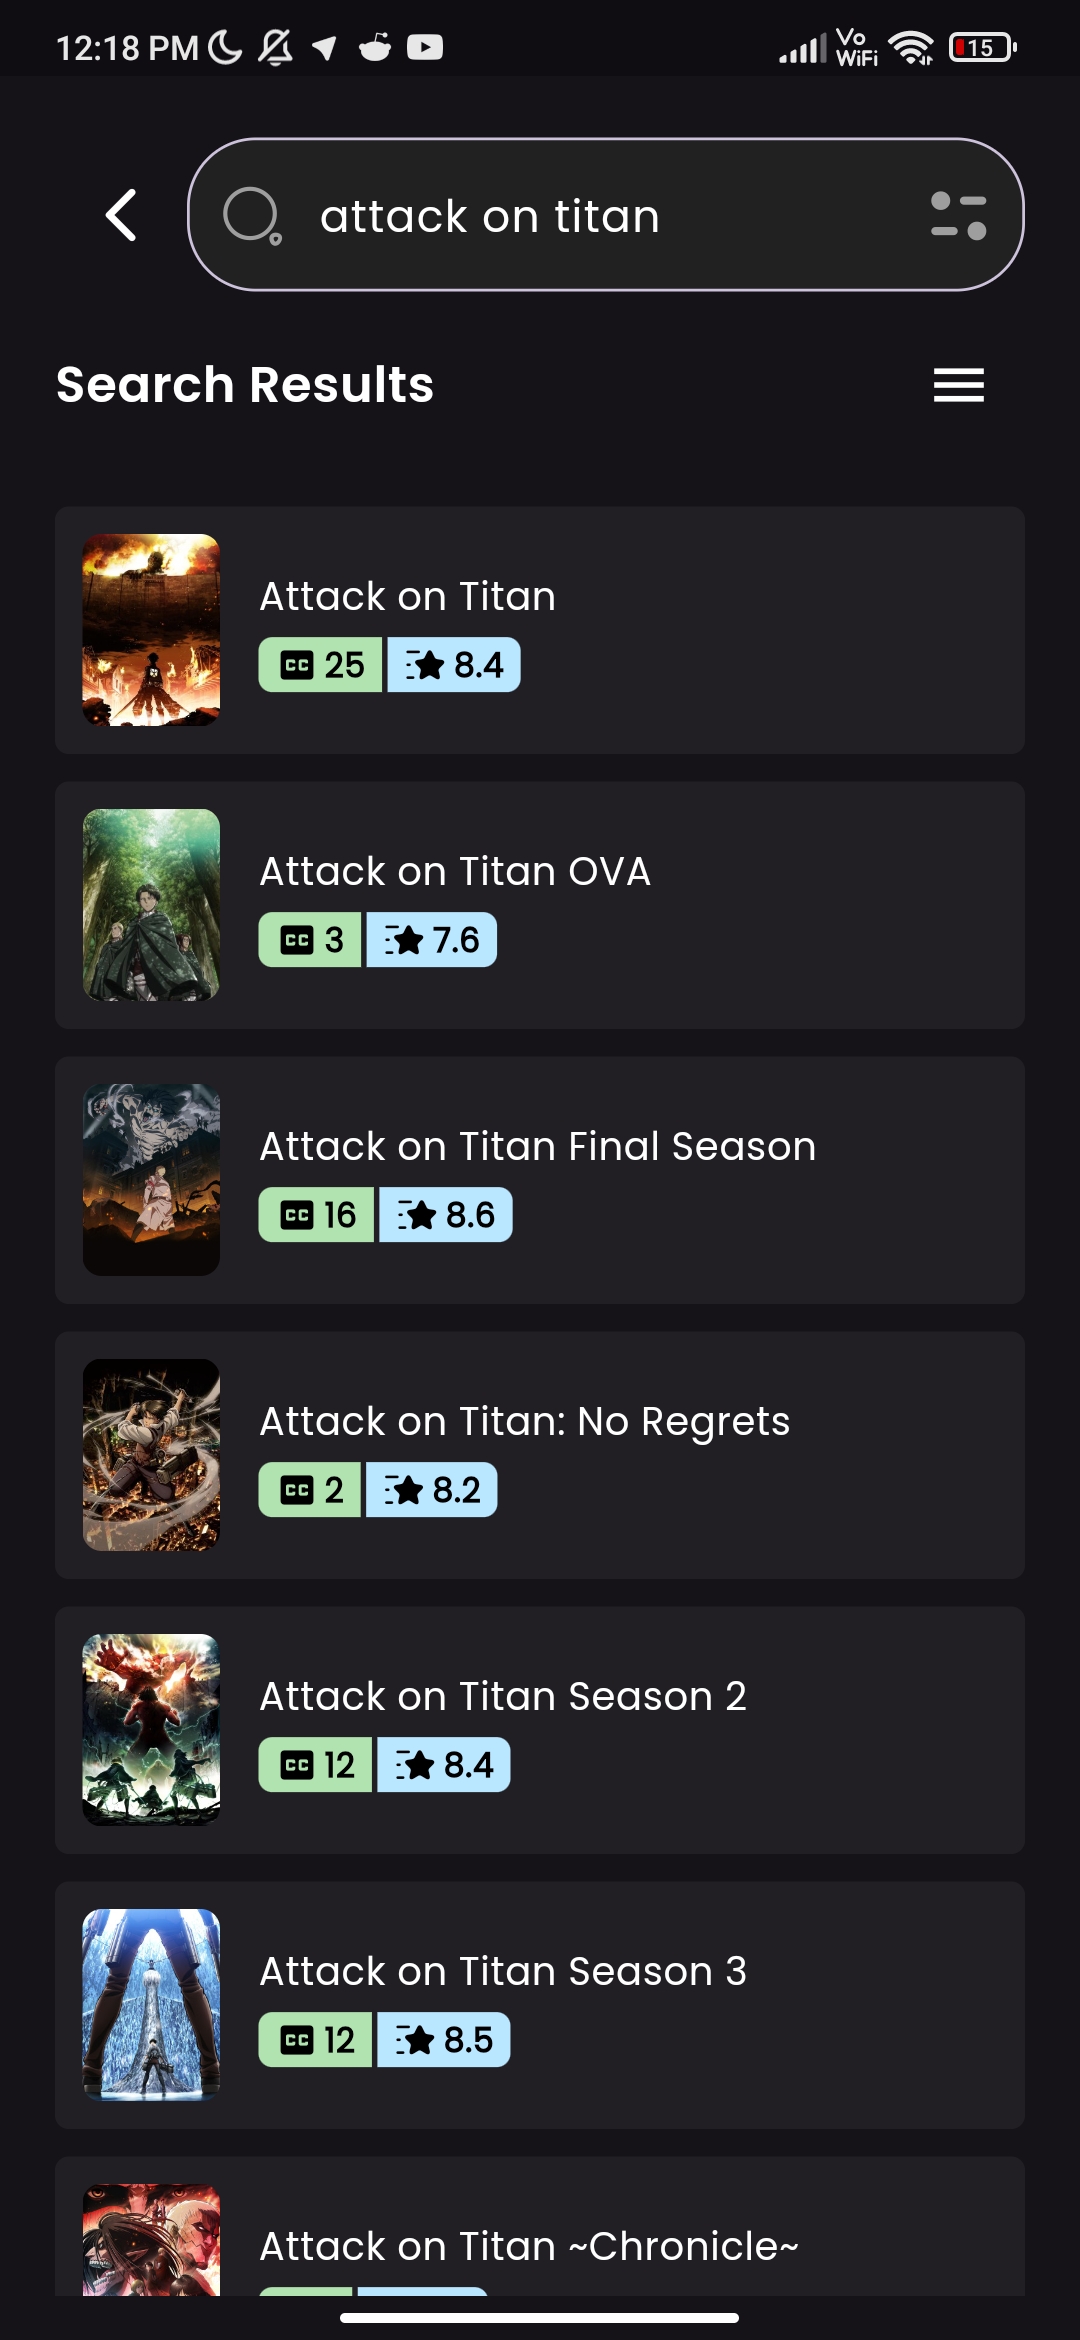 12:18 PM
Vo
WiFi
15
attack on titan
Search Results
Attack on Titan
CC 25 8.4
Attack on Titan OVA
CC 3 7.6
Attack on Titan Final Season
CC 16 8.6
Attack on Titan: No Regrets
CC 2 8.2
Attack on Titan Season 2
CC 12 8.4
Attack on Titan Season 3
CC 12 8.5
Attack on Titan ~Chronicle~